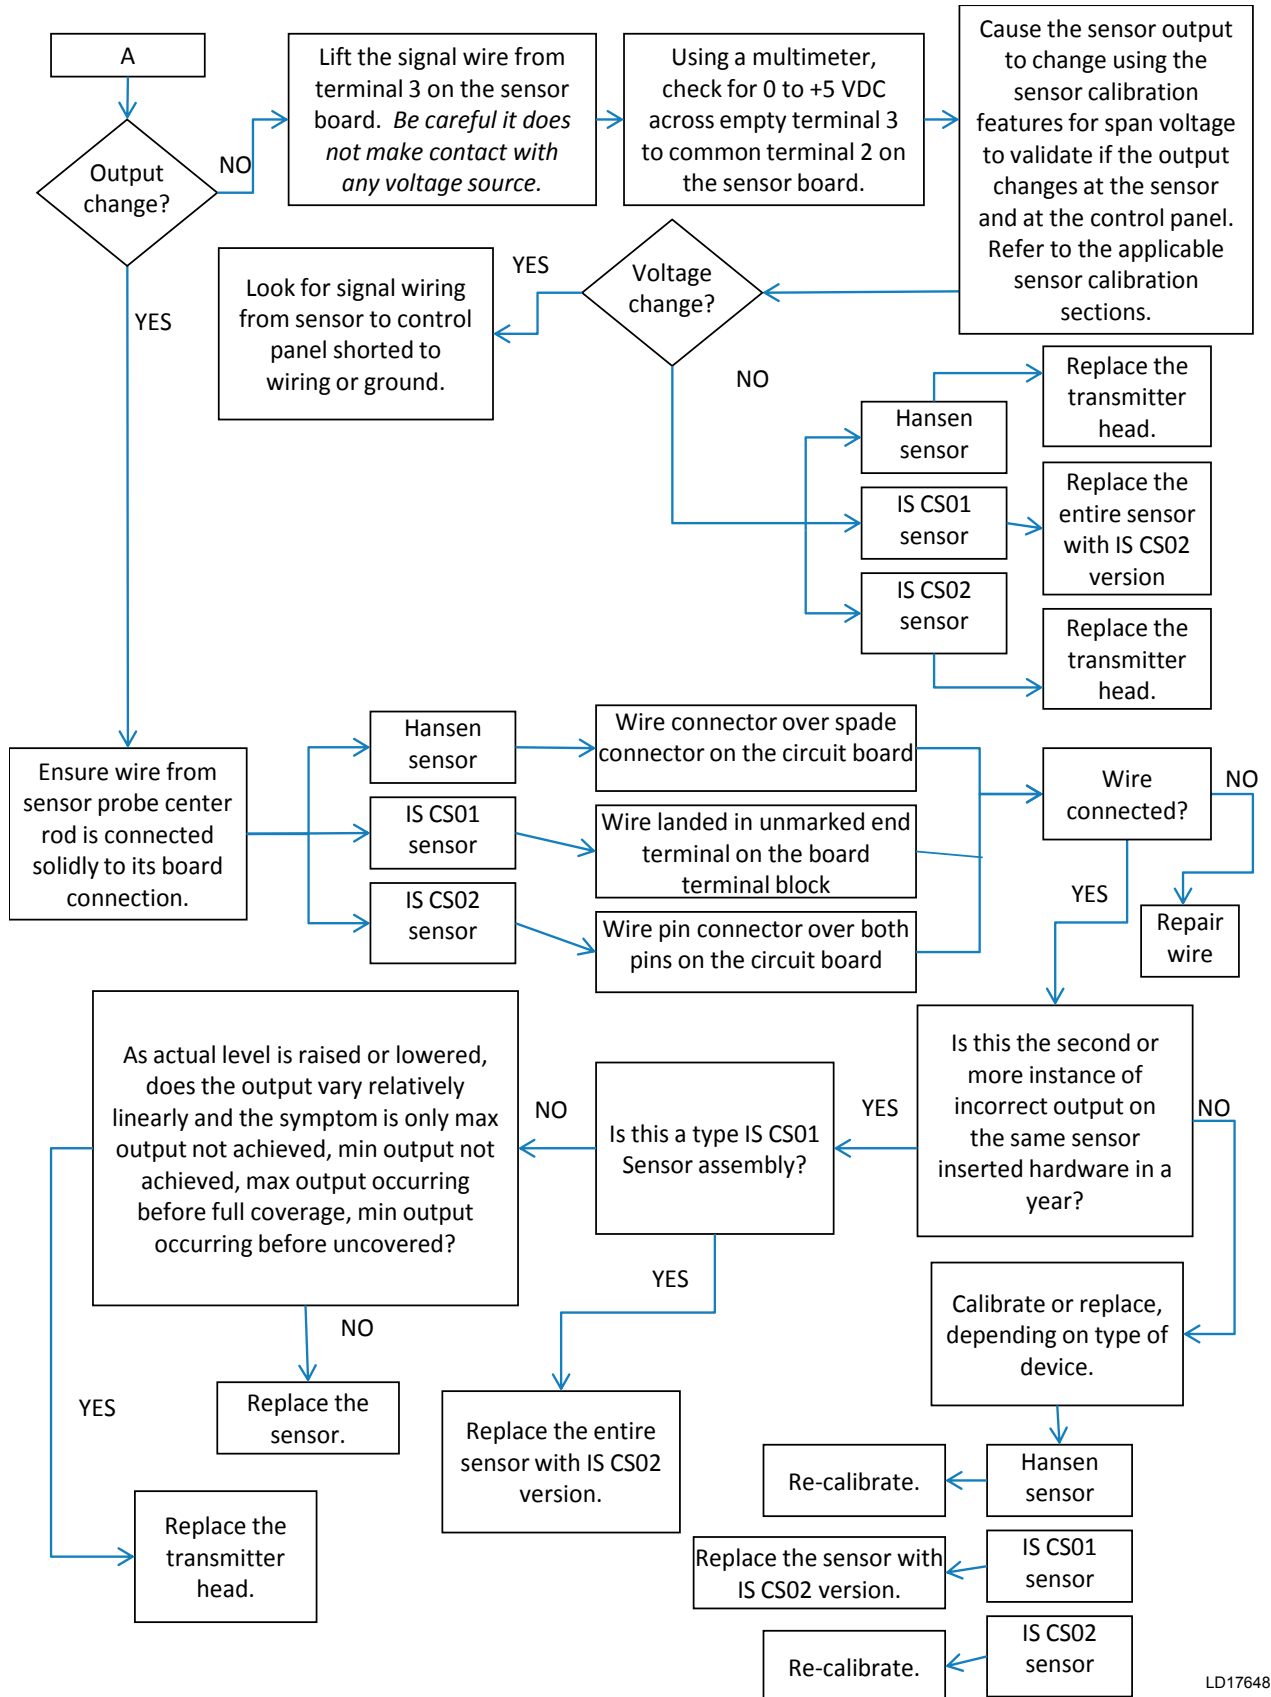 A
Output
change?
NO
YES
Lift the signal wire from
terminal 3 on the sensor
board. Be careful it does
not make contact with
any voltage source.
Using a multimeter,
check for 0 to +5 VDC
across empty terminal 3
to common terminal 2 on
the sensor board.
Cause the sensor output
to change using the
sensor calibration
features for span voltage
to validate if the output
changes at the sensor
and at the control panel.
Refer to the applicable
sensor calibration
sections.
Voltage
change?
YES
NO
Look for signal wiring
from sensor to control
panel shorted to
wiring or ground.
Hansen
sensor
Replace the
transmitter
head.
IS CS01
sensor
Replace the
entire sensor
with IS CS02
version
IS CS02
sensor
Replace the
transmitter
head.
Ensure wire from
sensor probe center
rod is connected
solidly to its board
connection.
Hansen
sensor
Wire connector over spade
connector on the circuit board
IS CS01
sensor
Wire landed in unmarked end
terminal on the board
terminal block
IS CS02
sensor
Wire pin connector over both
pins on the circuit board
Wire
connected?
NO
YES
Repair
wire
Is this the second or
more instance of
incorrect output on
the same sensor
inserted hardware in a
year?
YES
NO
Is this a type IS CS01
Sensor assembly?
NO
YES
As actual level is raised or lowered,
does the output vary relatively
linearly and the symptom is only max
output not achieved, min output not
achieved, max output occurring
before full coverage, min output
occurring before uncovered?
NO
YES
Replace the
sensor.
Replace the
transmitter
head.
Replace the entire
sensor with IS CS02
version.
Calibrate or replace,
depending on type of
device.
Hansen
sensor
Re-calibrate.
IS CS01
sensor
Replace the sensor with
IS CS02 version.
IS CS02
sensor
Re-calibrate.
LD17648